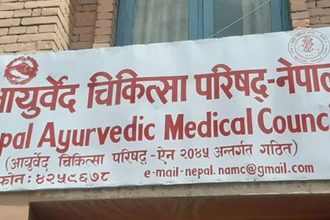 आयुर्वेद चिकित्सा परिषद्-नेपाल
pal Ayurvedic Medical Counc
(आयुर्वेद चिकित्सा परिषद्-ऐन २०४५ अन्तर्गत गठित)
फोन: ४२५९६७८ e-mail-nepal.namc@gmail.com